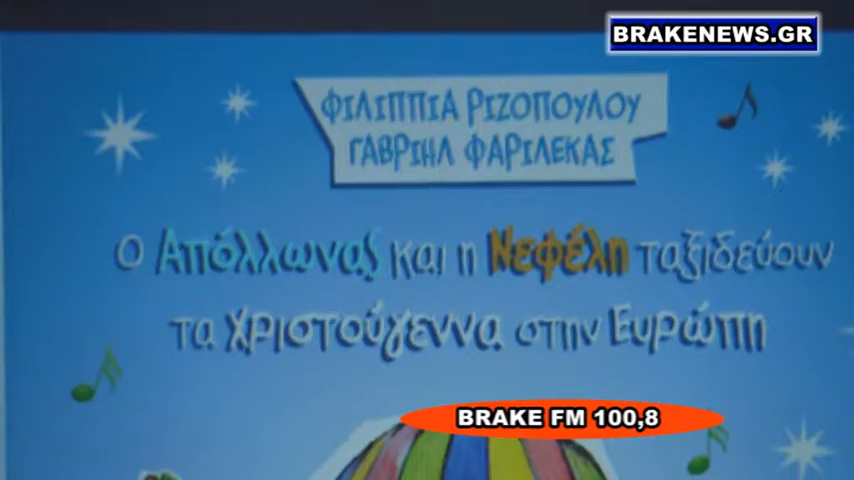 BRAKENEWS.GR
ΦΙΛΙΠΠΙΑ ΡΙΖΟΠΟΥΛΟΥ
ΓΑΒΡΙΗΛ ΦΑΡΙΛΕΚΑΣ
Ο Απόλλωνας και η Νεφέλη ταξιδεύουν
τα Χριστούγεννα στην Ευρώπη
BRAKE FM 100,8